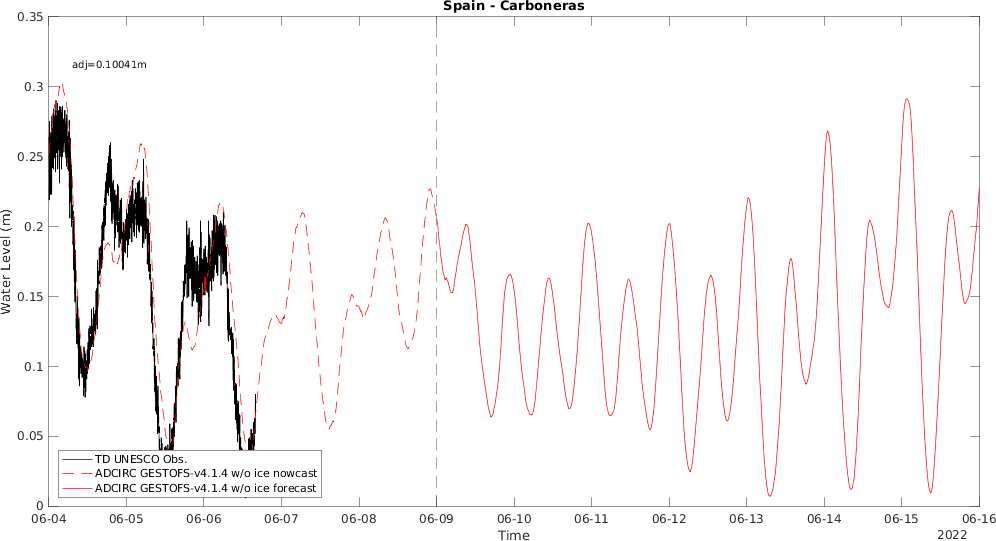 Spain - Carboneras
0.35
adj=0.10041m
0.3
0.25
0.2
0.15
0.1
0.05
0
Water Level (m)
TD UNESCO Obs.
ADCIRC GESTOFS-v4.1.4 w/o ice nowcast
ADCIRC GESTOFS-v4.1.4 w/o ice forecast
06-04 06-05 06-06 06-07 06-08 06-09 06-10 06-11 06-12 06-13 06-14 06-15 06-16
Time
2022